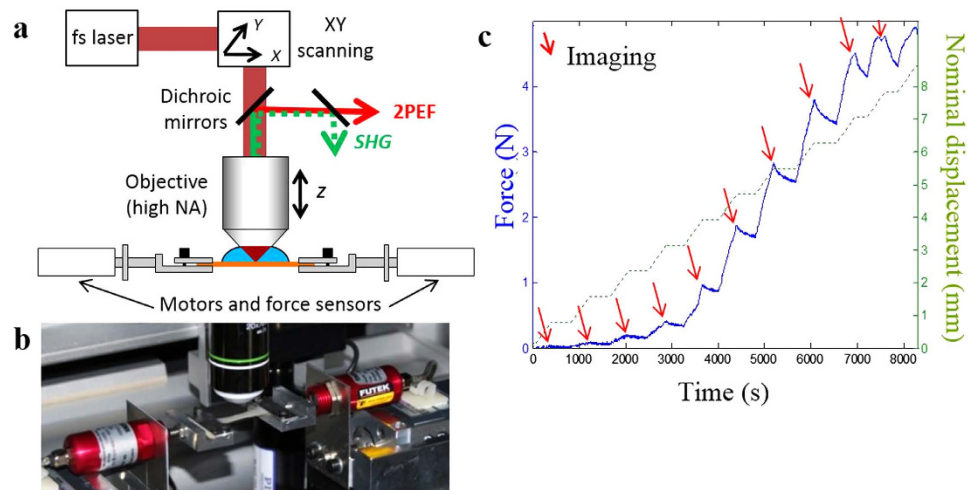 a
fs laser
Y
X
XY
scanning
Dichroic
mirrors
2PEF
SHG
Objective
(high NA)
z
Motors and force sensors
b
FUTEK
c
Imaging
Force (N)
4
3
2
1
0
0
1000
2000
3000
4000
5000
6000
7000
8000
Time (s)
Nominal displacement (mm)
8
7
6
5
4
3
2
1
0